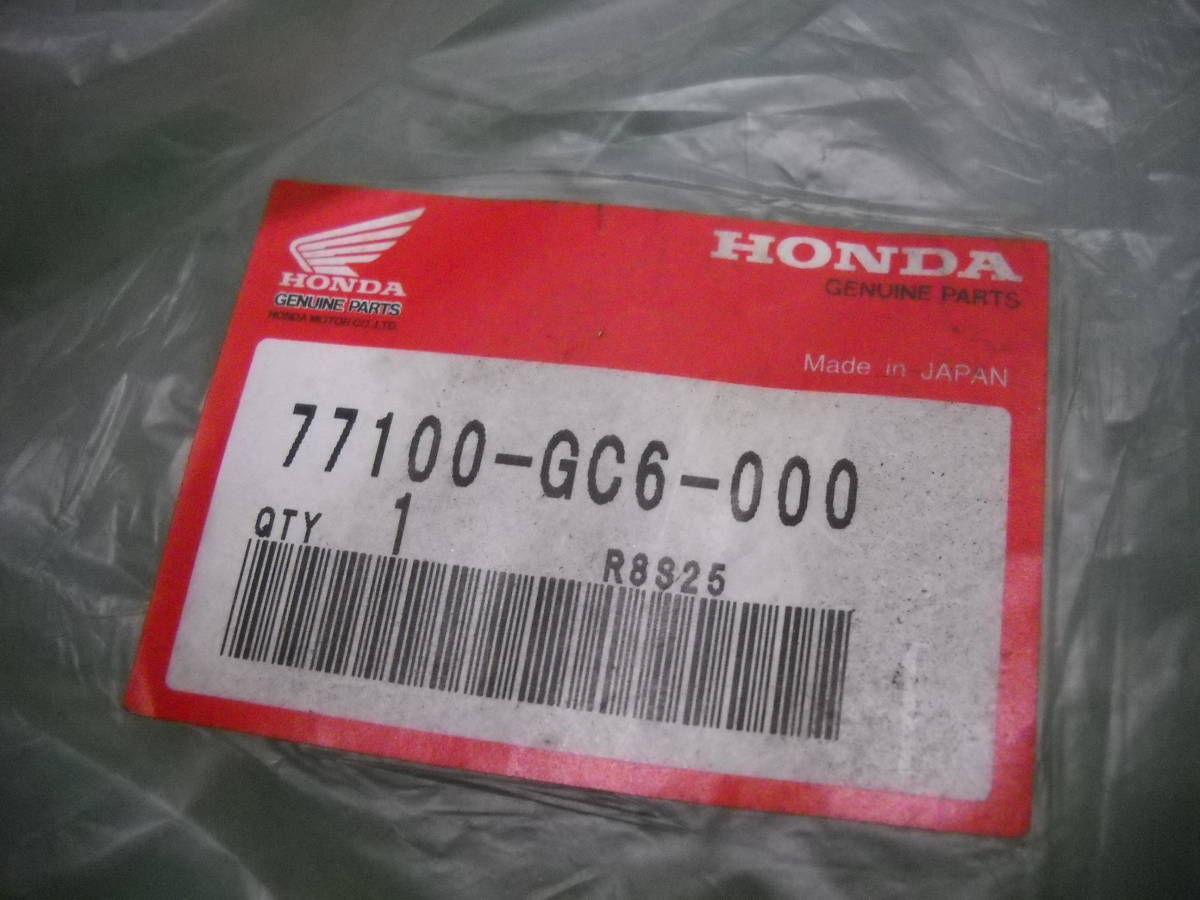 HONDA
GENUINE PARTS
HONDA MOTOR CO.,LTD.
HONDA
GENUINE PARTS
Made in JAPAN
77100-GC6-000
QTY 1
R8S25